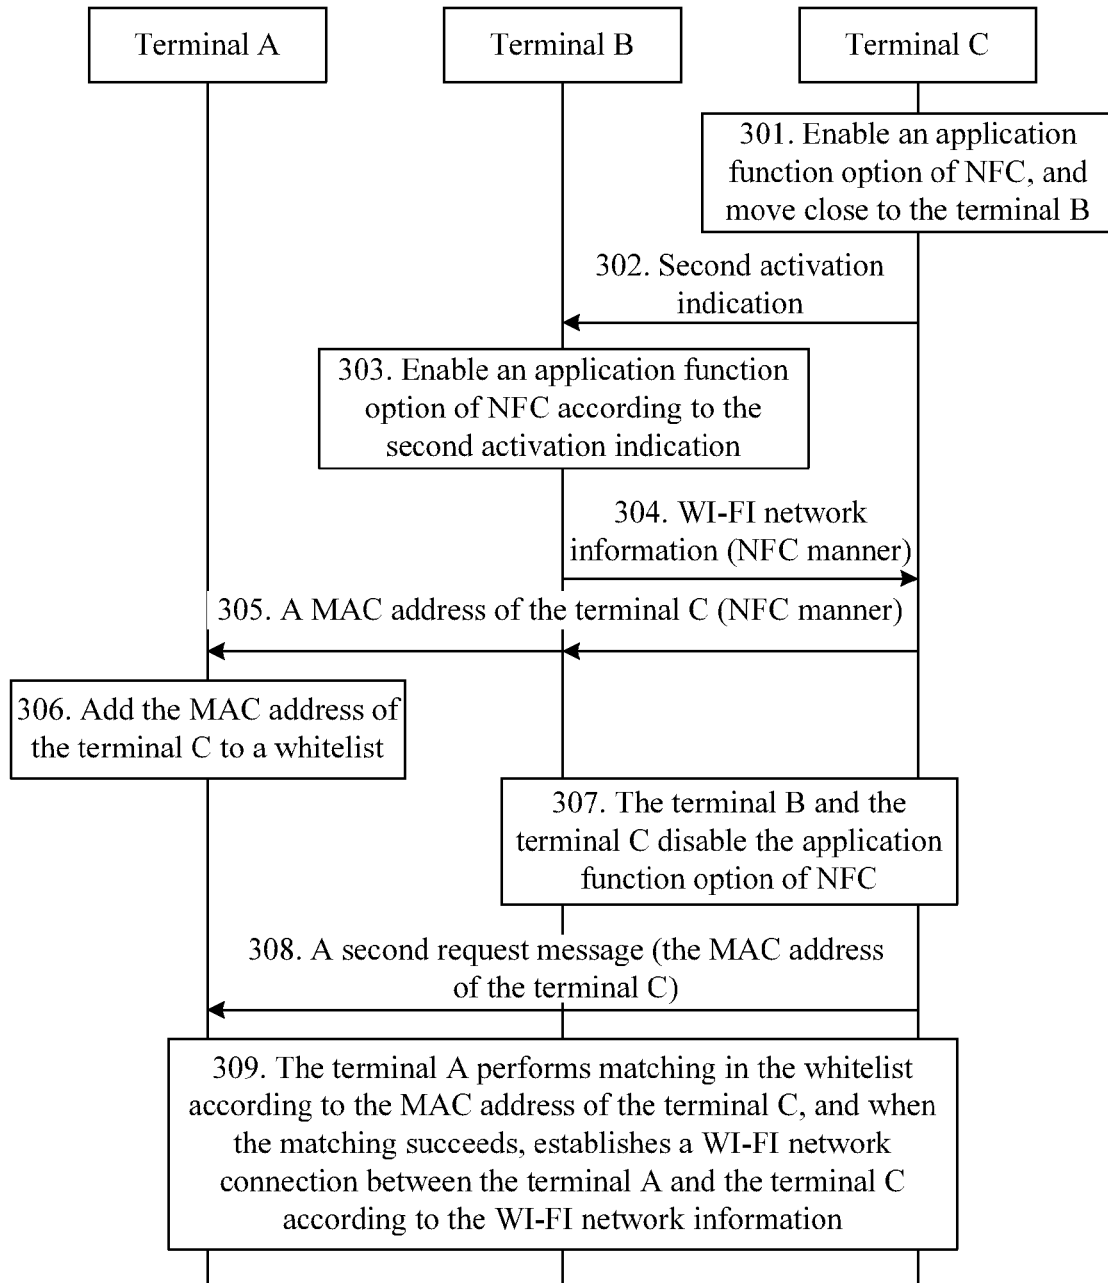 Terminal A
Terminal B
Terminal C
301. Enable an application
function option of NFC, and
move close to the terminal B
302. Second activation
indication
303. Enable an application function
option of NFC according to the
second activation indication
304. WI-FI network
information (NFC manner)
305. A MAC address of the terminal C (NFC manner)
306. Add the MAC address of
the terminal C to a whitelist
307. The terminal B and the
terminal C disable the application
function option of NFC
308. A second request message (the MAC address
of the terminal C)
309. The terminal A performs matching in the whitelist
according to the MAC address of the terminal C, and when
the matching succeeds, establishes a WI-FI network
connection between the terminal A and the terminal C
according to the WI-FI network information